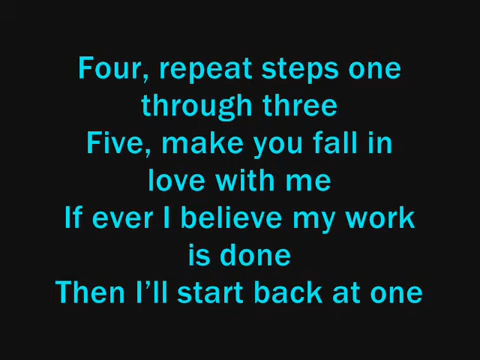 Four, repeat steps one
through three
Five, make you fall in
love with me
If ever I believe my work
is done
Then I’ll start back at one